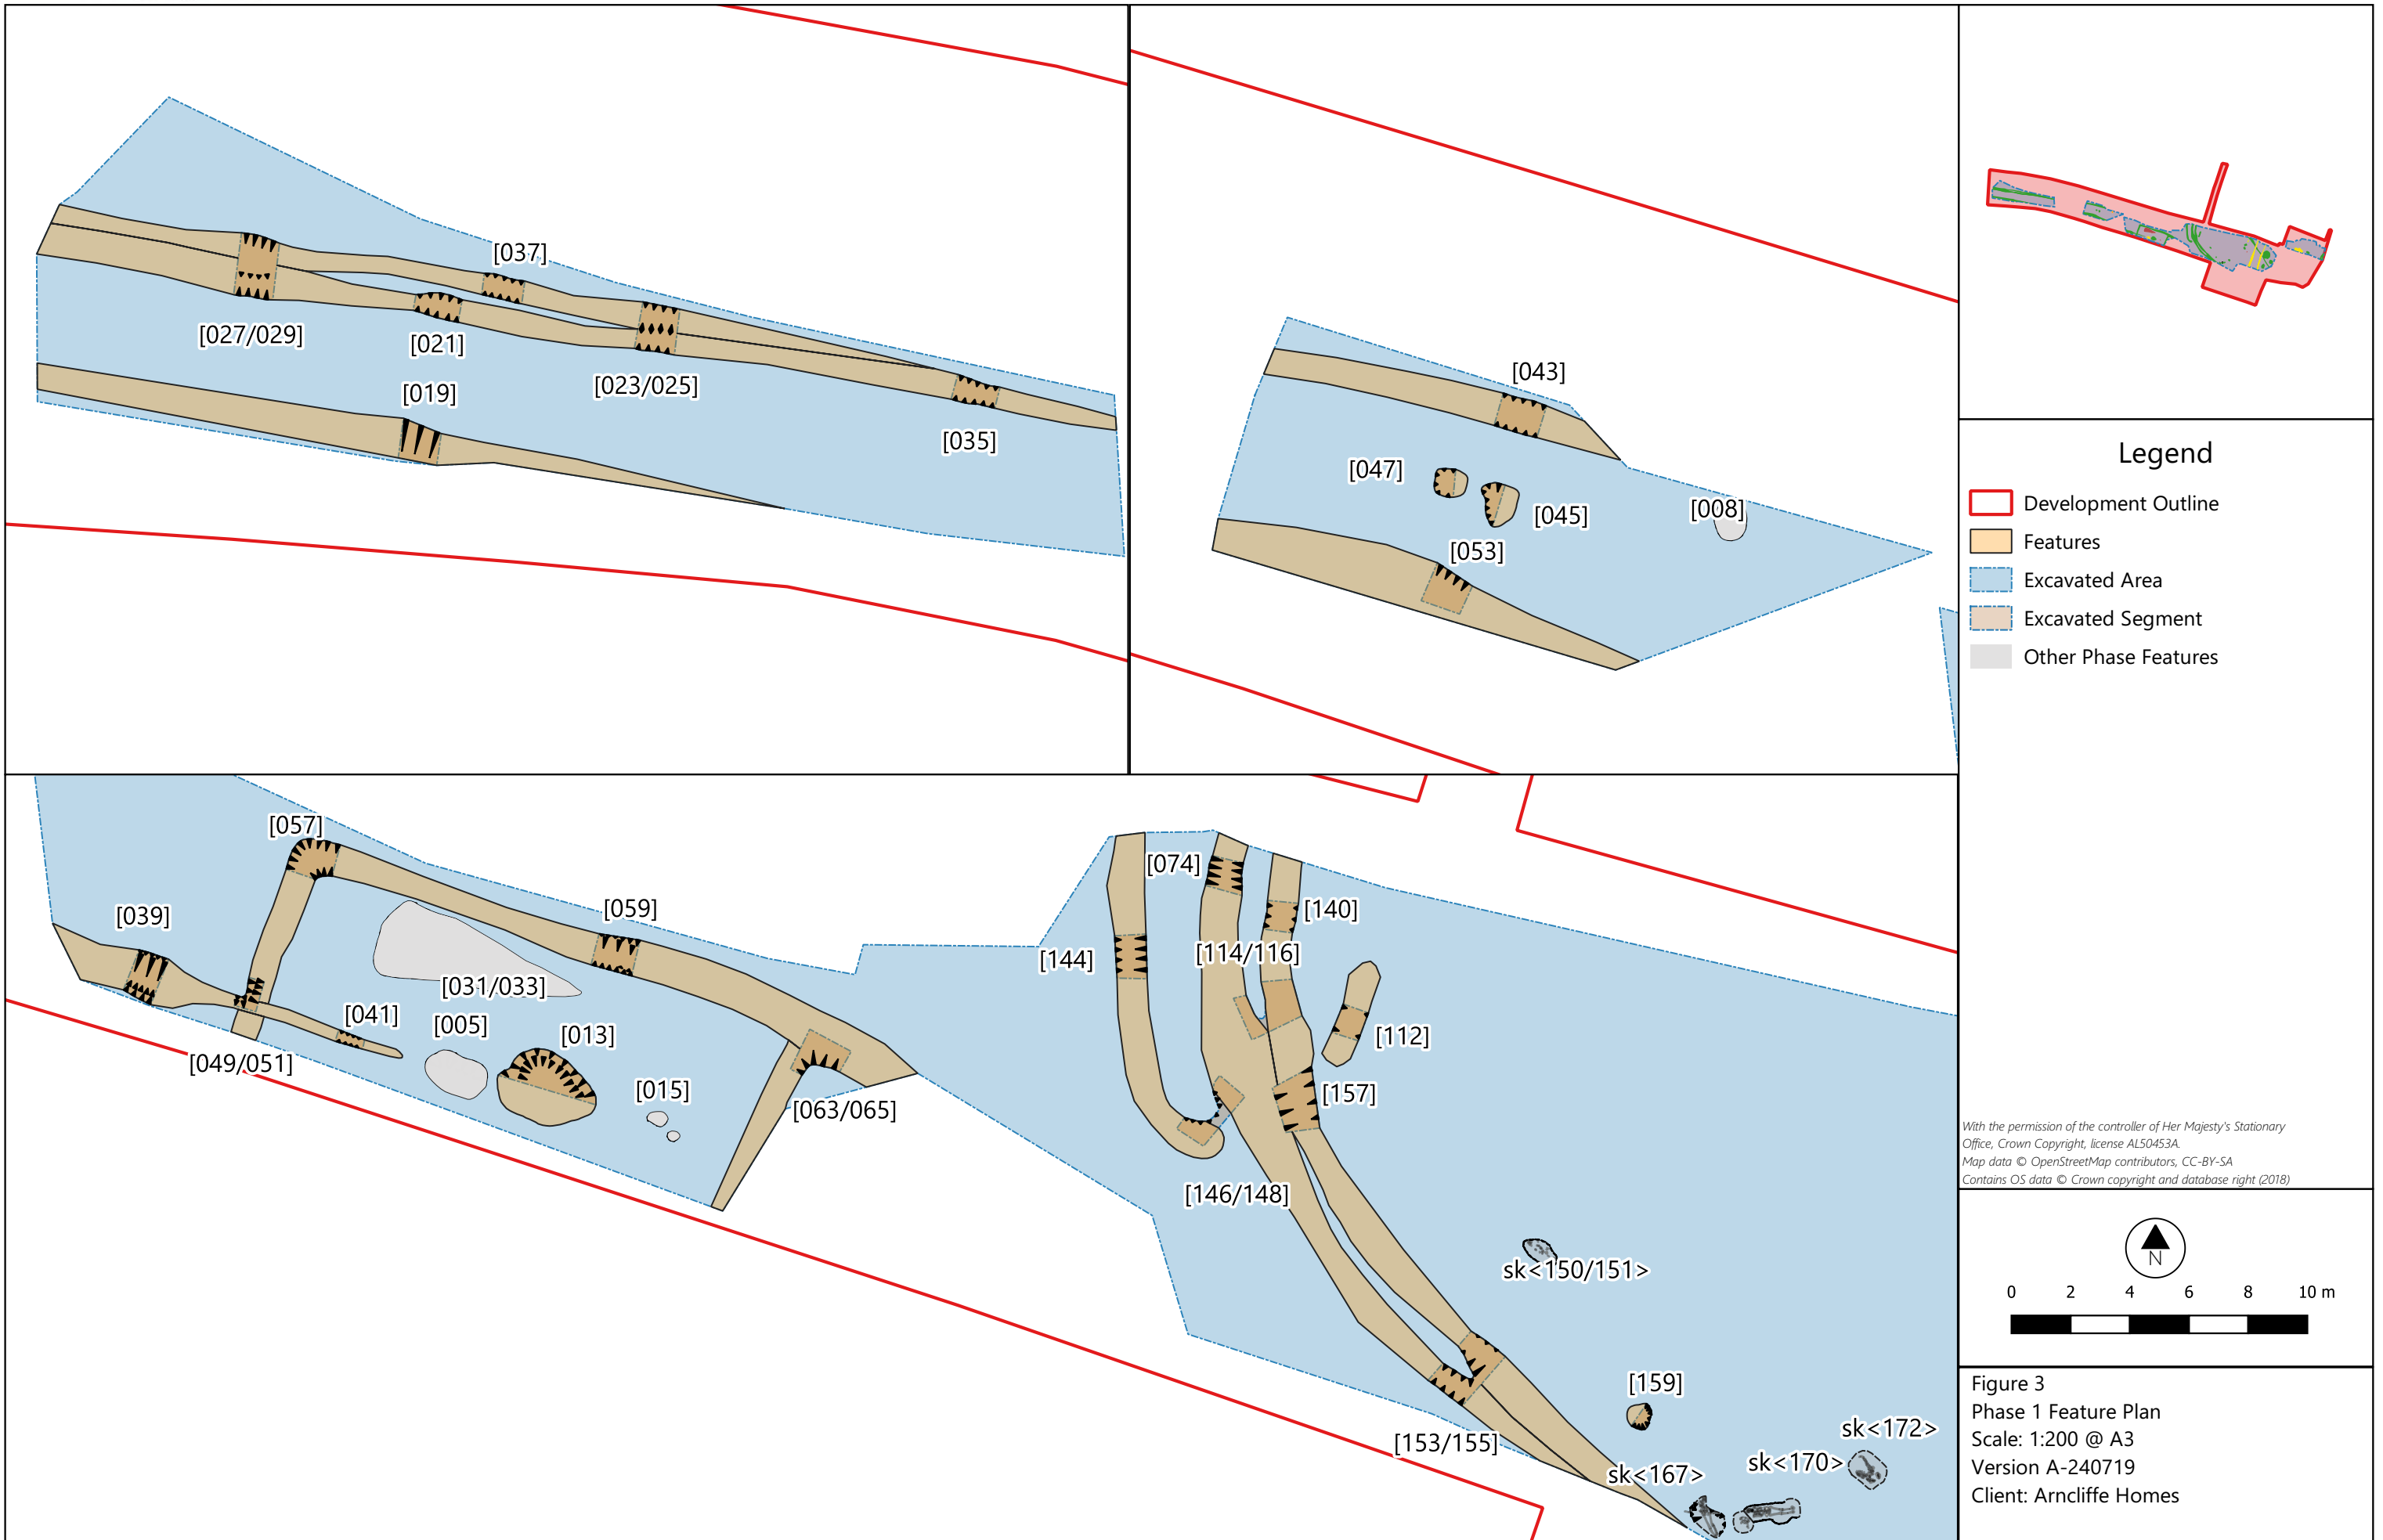 [037]
[027/029]
[021]
[023/025]
[019]
[035]
[043]
[047]
[045]
[008]
[053]
[057]
[039]
[059]
[031/033]
[041]
[005]
[013]
[049/051]
[015]
[063/065]
[074]
[140]
[144]
[114/116]
[112]
[157]
[146/148]
sk<150/151>
[159]
[153/155]
sk<172>
sk<170>
sk<167>
Legend
Development Outline
Features
Excavated Area
Excavated Segment
Other Phase Features
With the permission of the controller of Her Majesty's Stationary
Office, Crown Copyright, license AL50453A.
Map data © OpenStreetMap contributors, CC-BY-SA
Contains OS data © Crown copyright and database right (2018)
N
0 2 4 6 8 10 m
Figure 3
Phase 1 Feature Plan
Scale: 1:200 @ A3
Version A-240719
Client: Arncliffe Homes